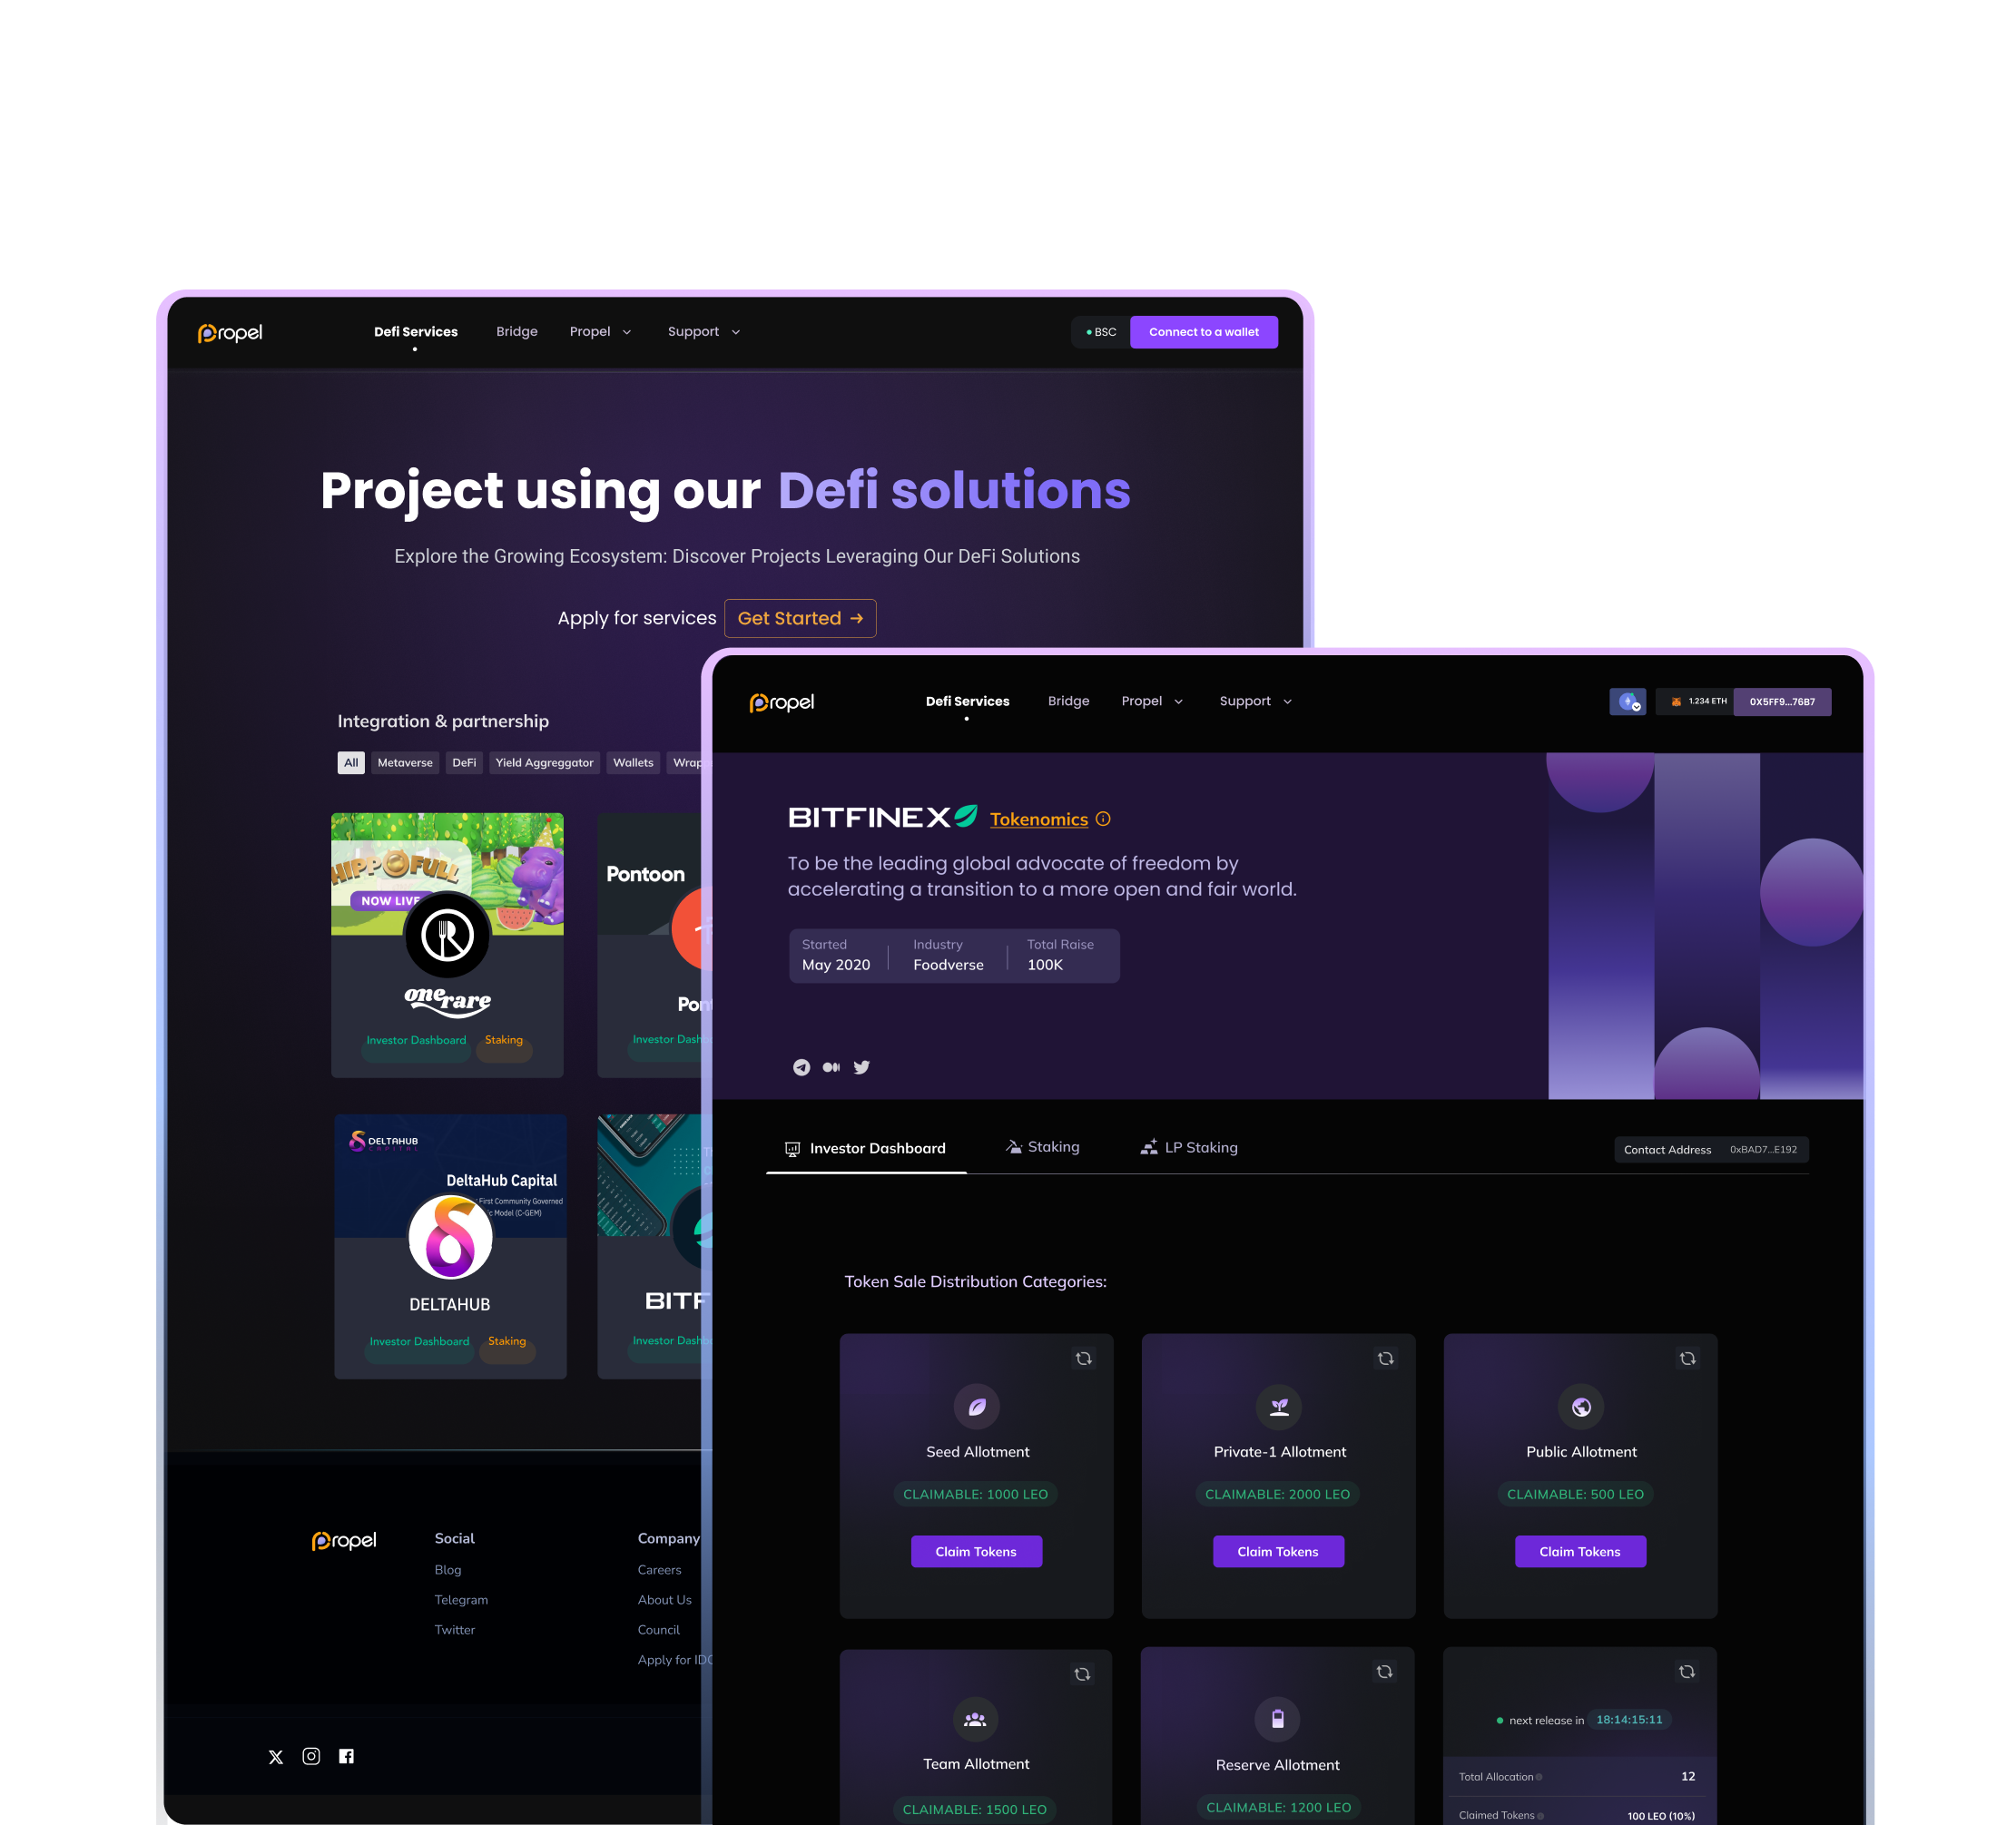 Propel
Defi Services
Bridge
Propel
Support
BSC
Connect to a wallet
Project using our Defi solutions
Explore the Growing Ecosystem: Discover Projects Leveraging Our DeFi Solutions
Apply for services
Get Started →
Integration & partnership
All
Metaverse
DeFi
Yield Aggreggator
Wallets
HIPPOFULL
NOW LIVE
onerare
Investor Dashboard
Staking
Pontoon
Investor
DELTAHUB
CAPITAL
DeltaHub Capital
First Community Governed
Model (C-GEM)
DELTAHUB
Investor Dashboard
Staking
BITF
Investor
Propel
Social
Blog
Telegram
Twitter
Company
Careers
About Us
Council
Apply for
Propel
Defi Services
Bridge
Propel
Support
1.234 ETH
0X5FF9...76B7
BITFINEX
Tokenomics
To be the leading global advocate of freedom by
accelerating a transition to a more open and fair world.
Started
May 2020
Industry
Foodverse
Total Raise
100K
Investor Dashboard
Staking
LP Staking
Contact Address
0xBAD7...E192
Token Sale Distribution Categories:
Seed Allotment
CLAIMABLE: 1000 LEO
Claim Tokens
Private-1 Allotment
CLAIMABLE: 2000 LEO
Claim Tokens
Public Allotment
CLAIMABLE: 500 LEO
Claim Tokens
Team Allotment
CLAIMABLE: 1500 LEO
Reserve Allotment
CLAIMABLE: 1200 LEO
next release in
18:14:15:11
Total Allocation
12
Claimed Tokens
100 LEO (10%)